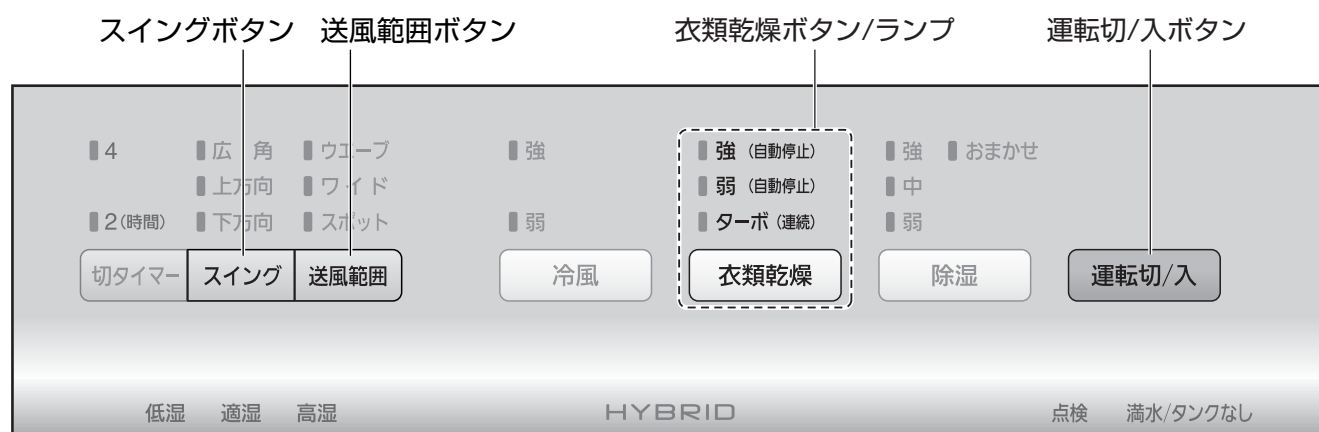 スイングボタン 送風範囲ボタン 衣類乾燥ボタン/ランプ 運転切/入ボタン
4 広 角 ウエーブ 強 強（自動停止） 強 おまかせ
上方向 ワイド 弱（自動停止） 中
2（時間） 下方向 スポット 弱 ターボ（連続） 弱
切タイマー スイング 送風範囲 冷風 衣類乾燥 除湿 運転切/入
低湿 適湿 高湿 HYBRID 点検 満水/タンクなし